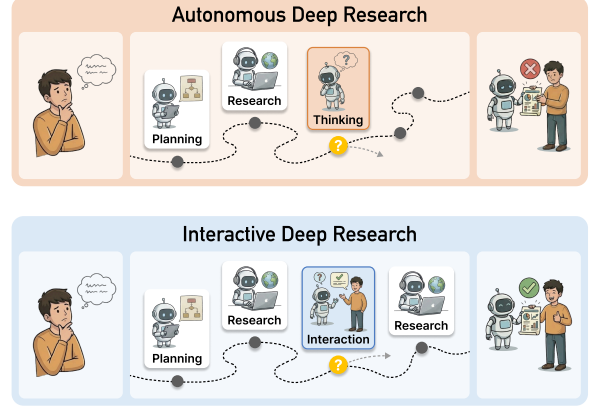 Autonomous Deep Research
?
Research
Thinking
Planning
?
Interactive Deep Research
?
Research
Research
Interaction
Planning
?